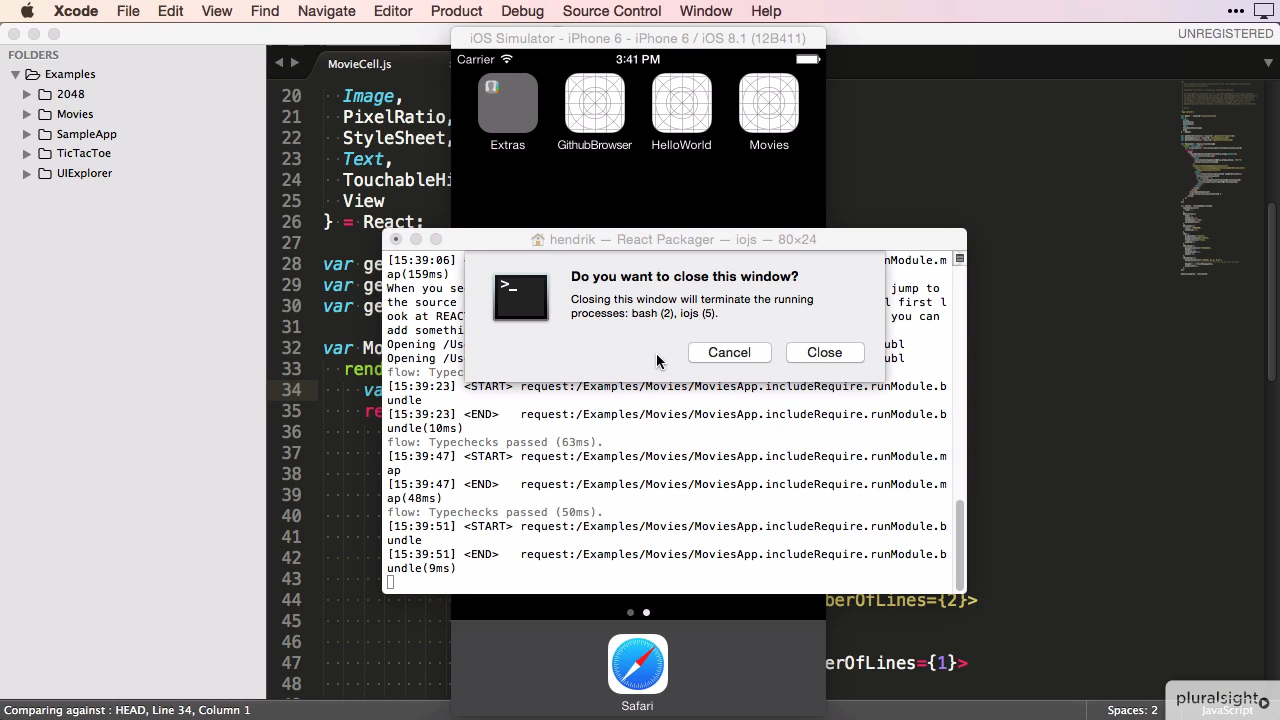 Xcode File Edit View Find Navigate Editor Product Debug Source Control Window Help
iOS Simulator - iPhone 6 - iPhone 6 / iOS 8.1 (12B411)
UNREGISTERED
FOLDERS
Examples
2048
Movies
SampleApp
TicTacToe
UIExplorer
MovieCell.js
Carrier 3:41 PM
GithubBrowser HelloWorld Movies
20 Image,
21 PixelRatio,
22 StyleSheet,
23 Text,
24 TouchableHi
25 View
26 } = React;
27
28 var ge
29 var ge
30 var ge
31
32 var Mo
33 rend
34 va
35 re
36
37
38
39
40
41
42
43
44 berOfLines={2}>
45
46
47 erOfLines={1}>
48
hendrik — React Packager — iojs — 80×24
[15:39:06] runModule.m
ap(159ms)
When you se jump to
the source l first l
look at REAC you can
add somethi
Opening /Us ubl
Opening /Us ubl
flow: Typec
Do you want to close this window?
Closing this window will terminate the running
processes: bash (2), iojs (5).
Cancel Close
[15:39:23] <START> request:/Examples/Movies/MoviesApp.includeRequire.runModule.b
undle
[15:39:23] <END> request:/Examples/Movies/MoviesApp.includeRequire.runModule.b
undle(10ms)
flow: Typechecks passed (63ms).
[15:39:47] <START> request:/Examples/Movies/MoviesApp.includeRequire.runModule.m
ap
[15:39:47] <END> request:/Examples/Movies/MoviesApp.includeRequire.runModule.m
ap(48ms)
flow: Typechecks passed (50ms).
[15:39:51] <START> request:/Examples/Movies/MoviesApp.includeRequire.runModule.b
undle
[15:39:51] <END> request:/Examples/Movies/MoviesApp.includeRequire.runModule.b
undle(9ms)
Safari
Comparing against : HEAD, Line 34, Column 1
Spaces: 2
JavaScript
pluralsight